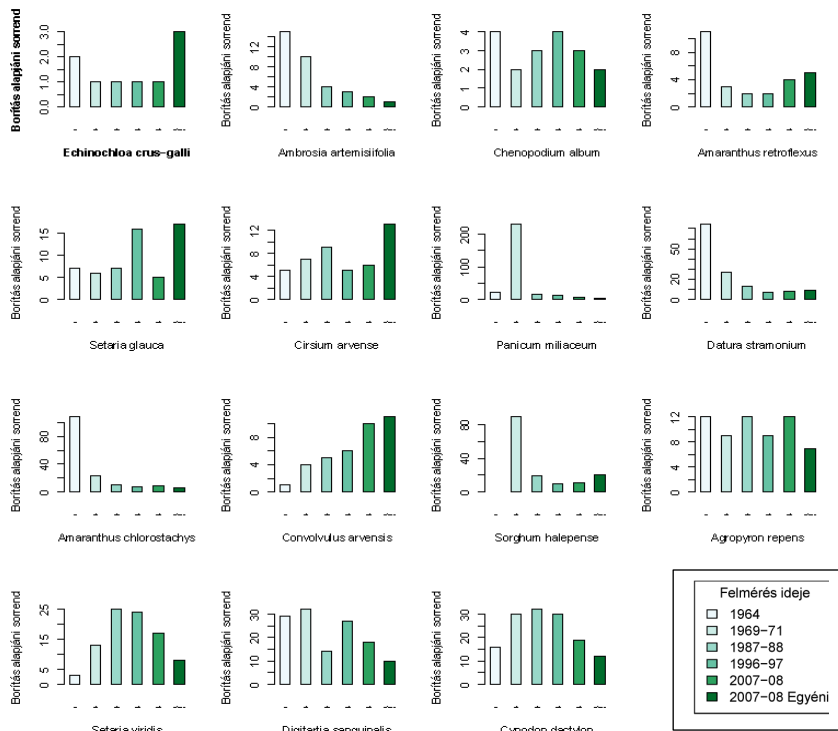 Borítás alapjáni sorrend
0.0 1.0 2.0 3.0
Echinochloa crus−galli
Borítás alapjáni sorrend
0 4 8 12
Ambrosia artemisiifolia
Borítás alapjáni sorrend
0 1 2 3 4
Chenopodium album
Borítás alapjáni sorrend
0 4 8
Amaranthus retroflexus
Borítás alapjáni sorrend
0 5 10 15
Setaria glauca
Borítás alapjáni sorrend
0 4 8 12
Cirsium arvense
Borítás alapjáni sorrend
0 100 200
Panicum miliaceum
Borítás alapjáni sorrend
0 20 50
Datura stramonium
Borítás alapjáni sorrend
0 40 80
Amaranthus chlorostachys
Borítás alapjáni sorrend
0 4 8
Convolvulus arvensis
Borítás alapjáni sorrend
0 40 80
Sorghum halepense
Borítás alapjáni sorrend
0 4 8 12
Agropyron repens
Borítás alapjáni sorrend
0 5 15 25
Setaria viridis
Borítás alapjáni sorrend
0 10 20 30
Digitartia sanguinalis
Borítás alapjáni sorrend
0 10 20 30
Cynodon dactylon
Felmérés ideje
1964
1969−71
1987−88
1996−97
2007−08
2007−08 Egyéni